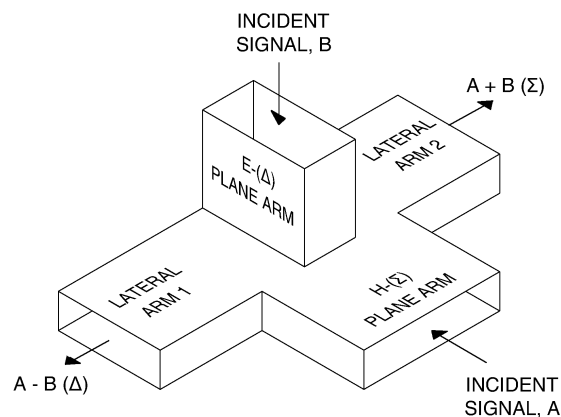 INCIDENT
SIGNAL, B
A + B (Σ)
LATERAL
ARM 2
E-(Δ)
PLANE ARM
LATERAL
ARM 1
H-(Σ)
PLANE ARM
A - B (Δ)
INCIDENT
SIGNAL, A